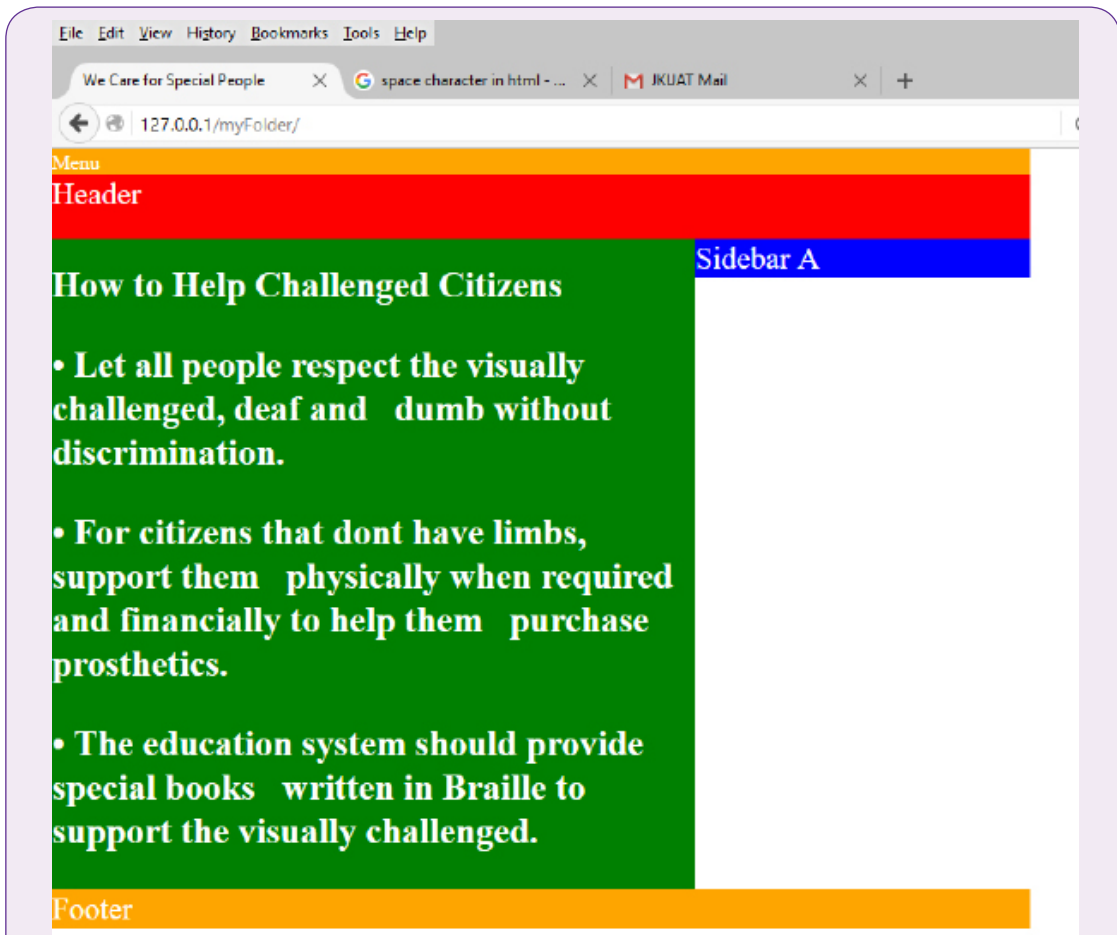 File Edit View History Bookmarks Tools Help
We Care for Special People space character in html - ... JKUAT Mail
127.0.0.1/myFolder/
Menu
Header
Sidebar A
How to Help Challenged Citizens
• Let all people respect the visually
challenged, deaf and   dumb without
discrimination.
• For citizens that dont have limbs,
support them   physically when required
and financially to help them   purchase
prosthetics.
• The education system should provide
special books   written in Braille to
support the visually challenged.
Footer